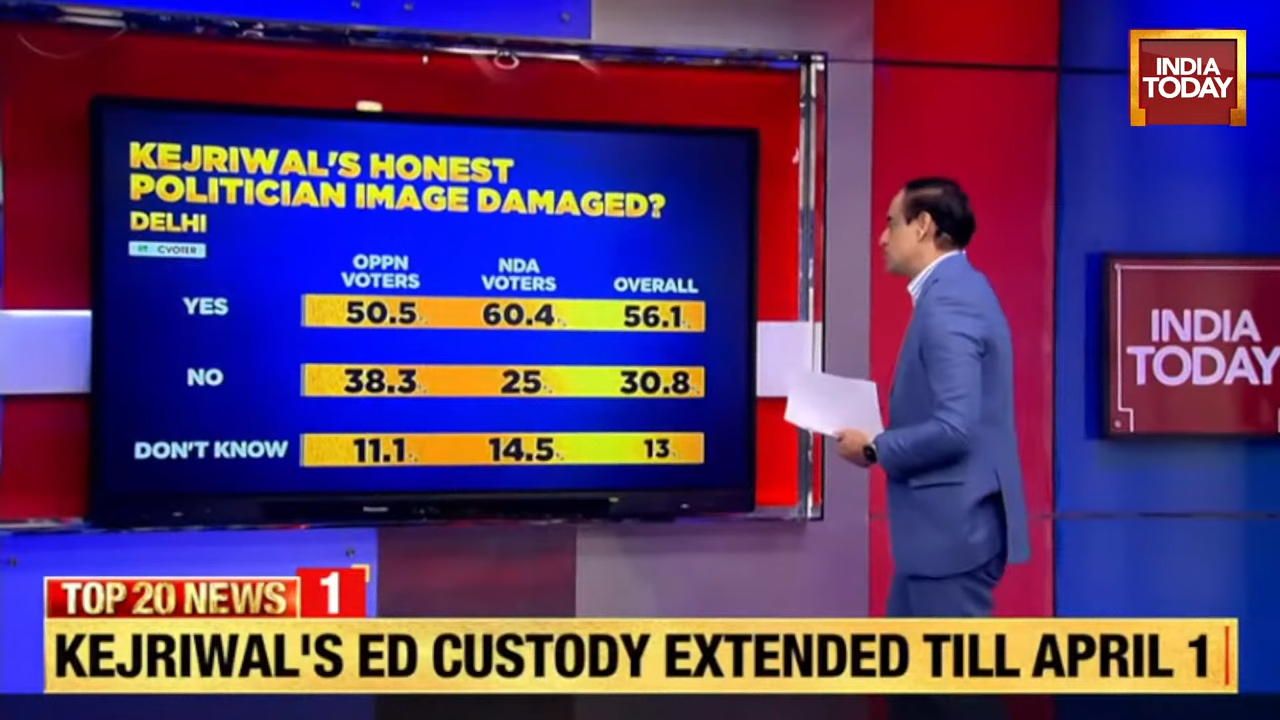 INDIA
TODAY
KEJRIWAL'S HONEST
POLITICIAN IMAGE DAMAGED?
DELHI
CVOTER
OPPN VOTERS NDA VOTERS OVERALL
YES 50.5% 60.4% 56.1%
NO 38.3% 25% 30.8%
DON'T KNOW 11.1% 14.5% 13%
INDIA
TODAY
TOP 20 NEWS 1
KEJRIWAL'S ED CUSTODY EXTENDED TILL APRIL 1